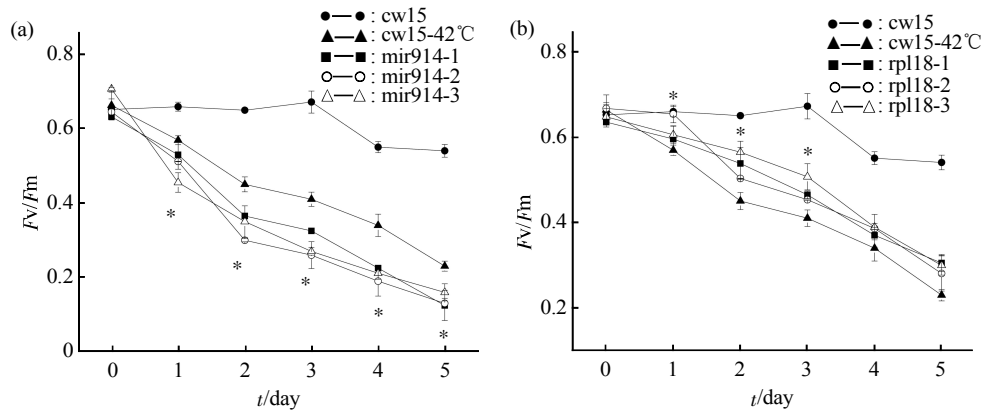 (a)
: cw15
: cw15-42℃
: mir914-1
: mir914-2
: mir914-3
0.8
0.6
0.4
0.2
0
Fv/Fm
* * * * *
0 1 2 3 4 5
t/day
(b)
: cw15
: cw15-42℃
: rpl18-1
: rpl18-2
: rpl18-3
0.8
0.6
0.4
0.2
Fv/Fm
* * *
0 1 2 3 4 5
t/day